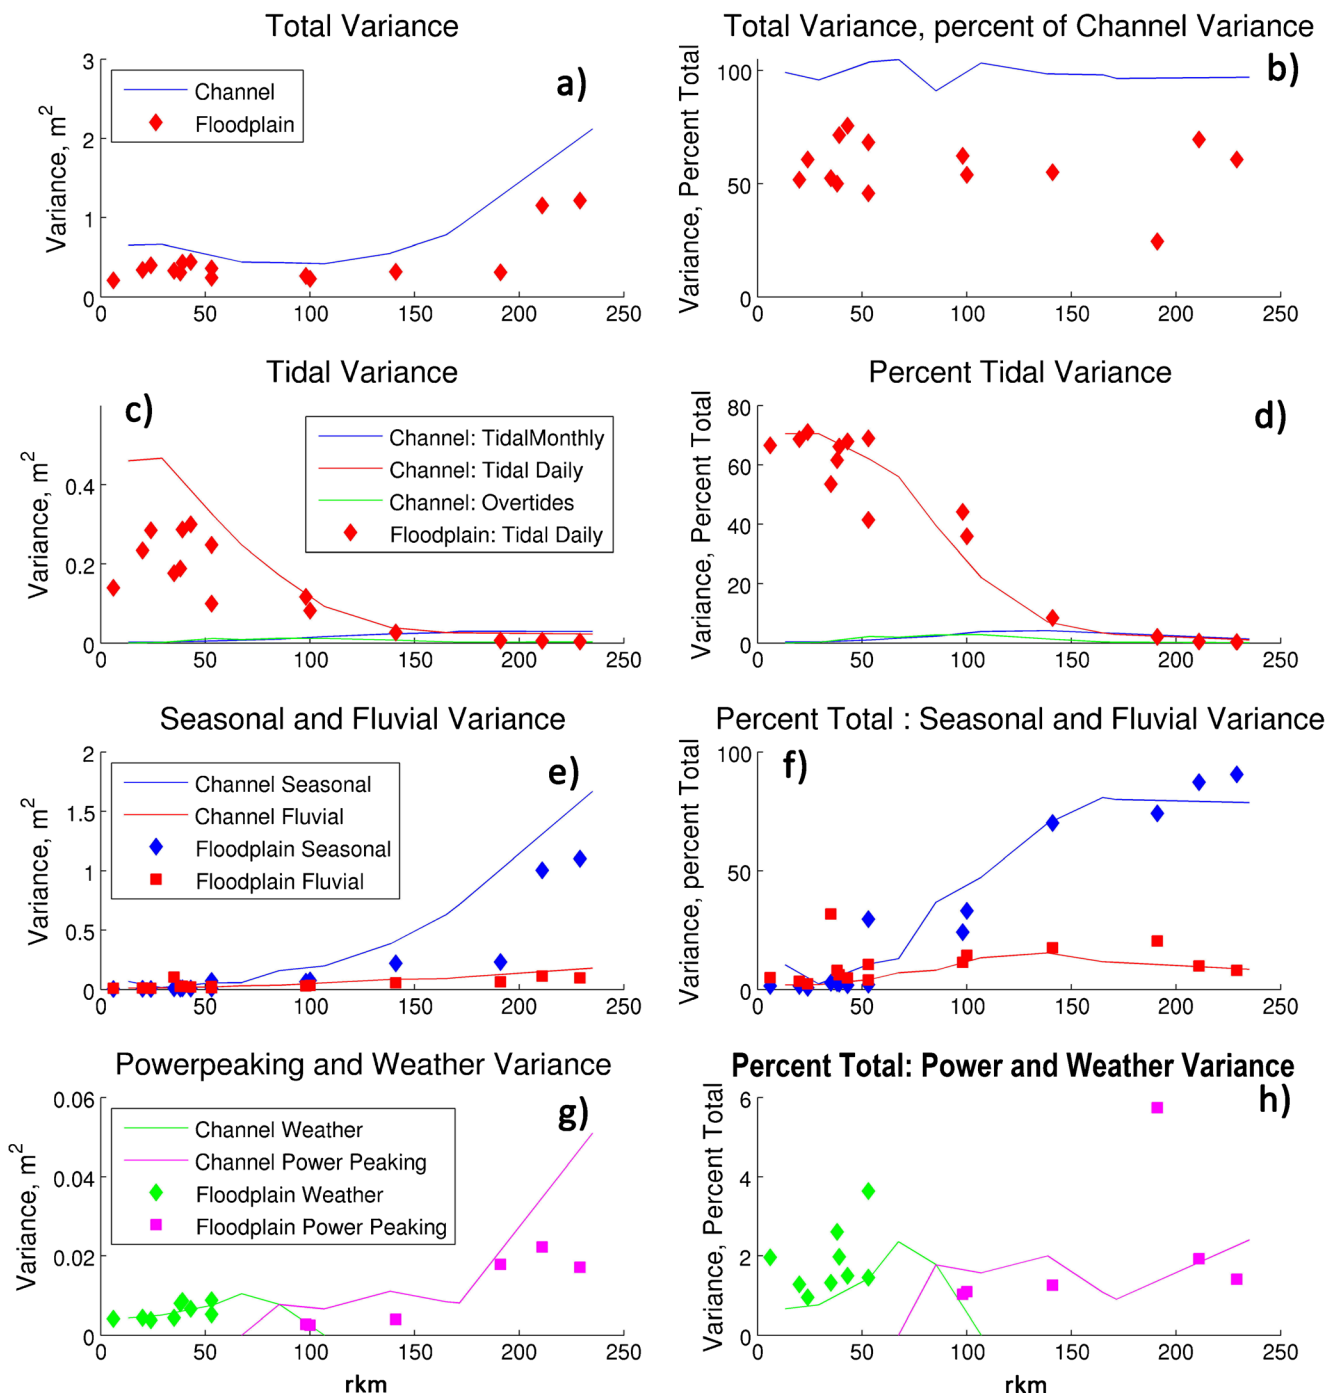 Total Variance
Total Variance, percent of Channel Variance
a)
Channel
Floodplain
Variance, m2
3
2
1
0
0 50 100 150 200 250
b)
Variance, Percent Total
100
50
0
0 50 100 150 200 250
Tidal Variance
Percent Tidal Variance
c)
Channel: TidalMonthly
Channel: Tidal Daily
Channel: Overtides
Floodplain: Tidal Daily
Variance, m2
0.4
0.2
0
0 50 100 150 200 250
d)
Variance, Percent Total
80
60
40
20
0
0 50 100 150 200 250
Seasonal and Fluvial Variance
Percent Total : Seasonal and Fluvial Variance
e)
Channel Seasonal
Channel Fluvial
Floodplain Seasonal
Floodplain Fluvial
Variance, m2
2
1.5
1
0.5
0
0 50 100 150 200 250
f)
Variance, percent Total
100
50
0
0 50 100 150 200 250
Powerpeaking and Weather Variance
Percent Total: Power and Weather Variance
g)
Channel Weather
Channel Power Peaking
Floodplain Weather
Floodplain Power Peaking
Variance, m2
0.06
0.04
0.02
0
0 50 100 150 200 250
rkm
h)
Variance, Percent Total
6
4
2
0
0 50 100 150 200 250
rkm